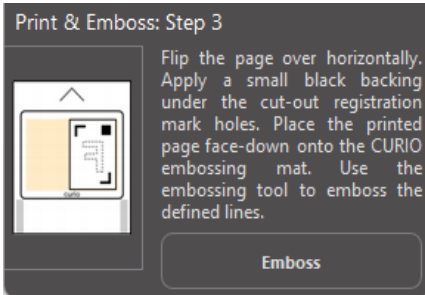 Print & Emboss: Step 3
Flip the page over horizontally.
Apply a small black backing
under the cut-out registration
mark holes. Place the printed
page face-down onto the CURIO
embossing mat. Use the
embossing tool to emboss the
defined lines.
curio
Emboss